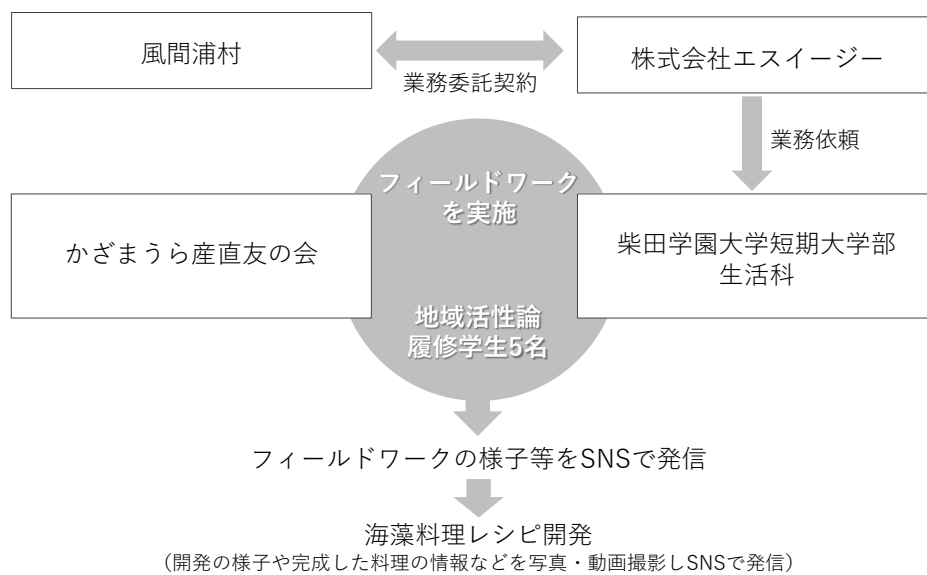 風間浦村
株式会社エスイージー
業務委託契約
業務依頼
フィールドワーク
を実施
かざまうら産直友の会
柴田学園大学短期大学部
生活科
地域活性論
履修学生5名
フィールドワークの様子等をSNSで発信
海藻料理レシピ開発
（開発の様子や完成した料理の情報などを写真・動画撮影しSNSで発信）